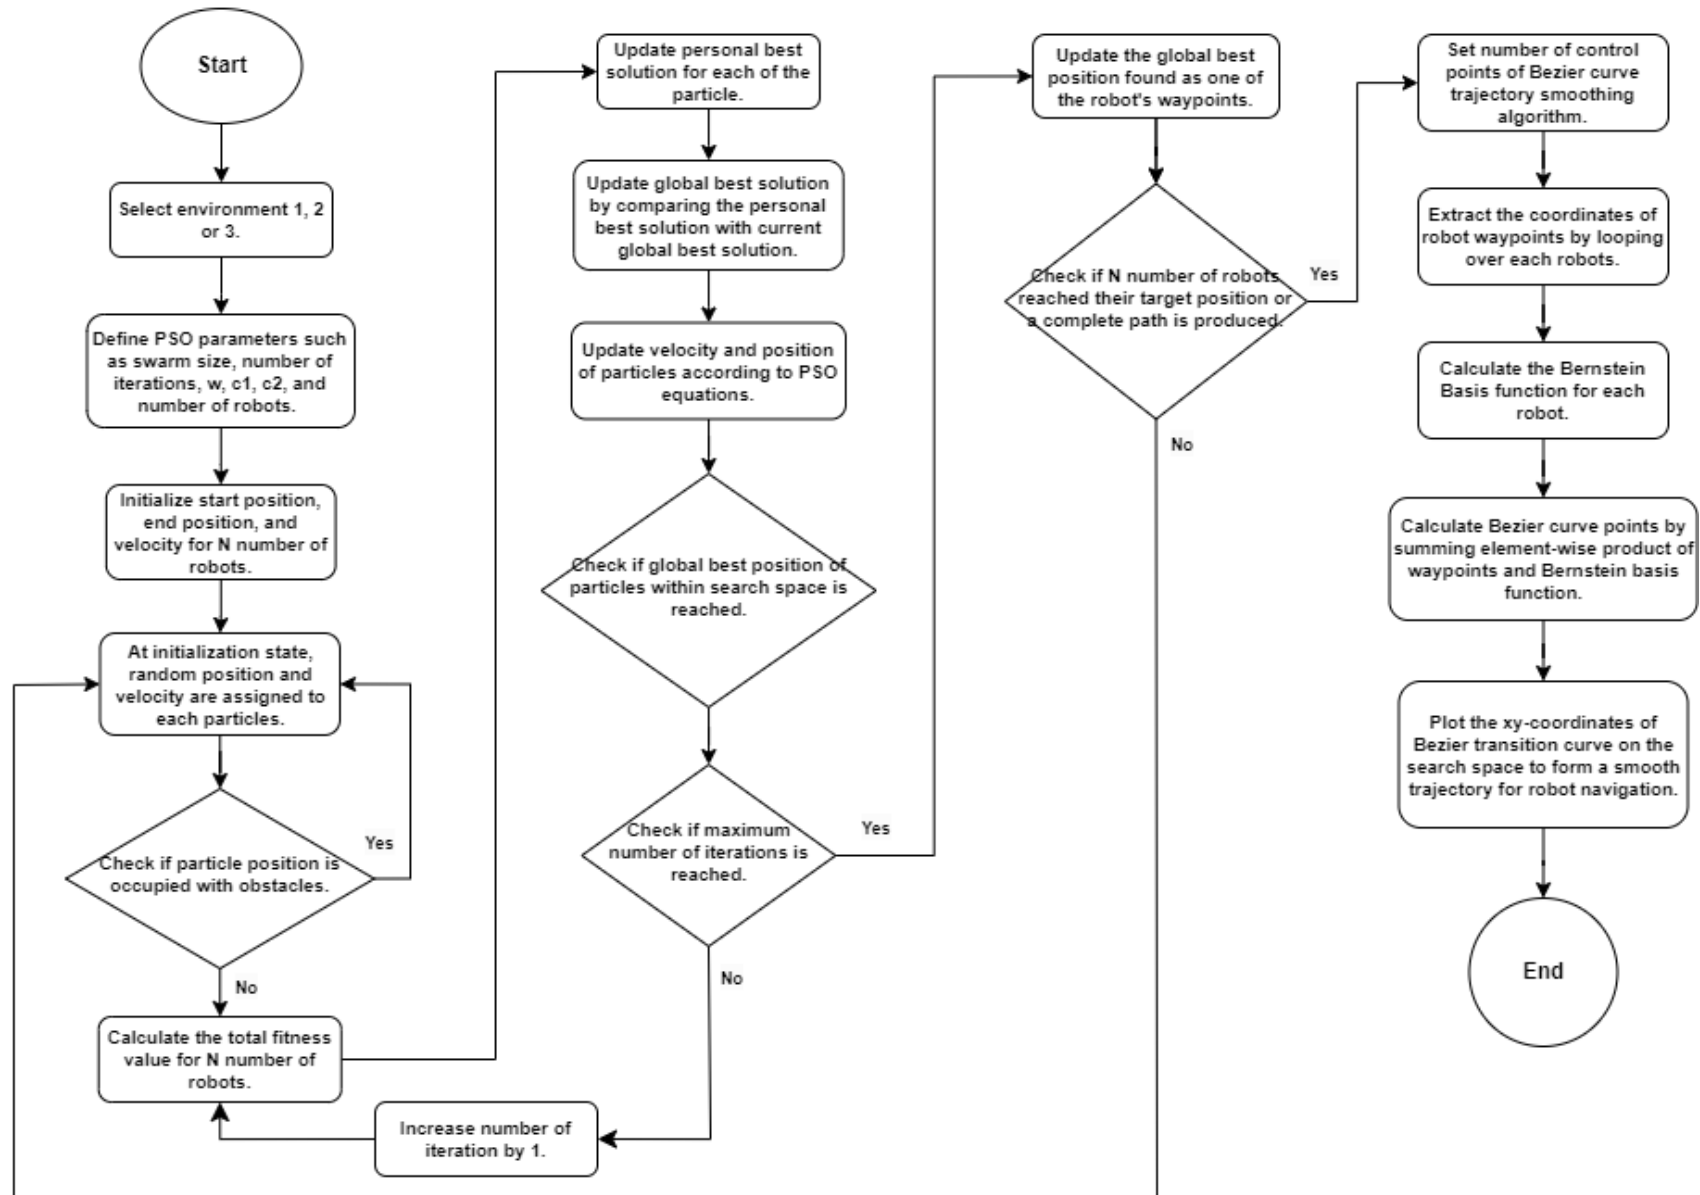 Start
Select environment 1, 2
or 3.
Define PSO parameters such
as swarm size, number of
iterations, w, c1, c2, and
number of robots.
Initialize start position,
end position, and
velocity for N number of
robots.
At initialization state,
random position and
velocity are assigned to
each particles.
Check if particle position is
occupied with obstacles.
Yes
No
Calculate the total fitness
value for N number of
robots.
Update personal best
solution for each of the
particle.
Update global best solution
by comparing the personal
best solution with current
global best solution.
Update velocity and position
of particles according to PSO
equations.
Check if global best position of
particles within search space is
reached.
Check if maximum
number of iterations is
reached.
Yes
No
Increase number of
iteration by 1.
Update the global best
position found as one of
the robot's waypoints.
Check if N number of robots
reached their target position or
a complete path is produced.
Yes
No
Set number of control
points of Bezier curve
trajectory smoothing
algorithm.
Extract the coordinates of
robot waypoints by looping
over each robots.
Calculate the Bernstein
Basis function for each
robot.
Calculate Bezier curve points by
summing element-wise product of
waypoints and Bernstein basis
function.
Plot the xy-coordinates of
Bezier transition curve on the
search space to form a smooth
trajectory for robot navigation.
End